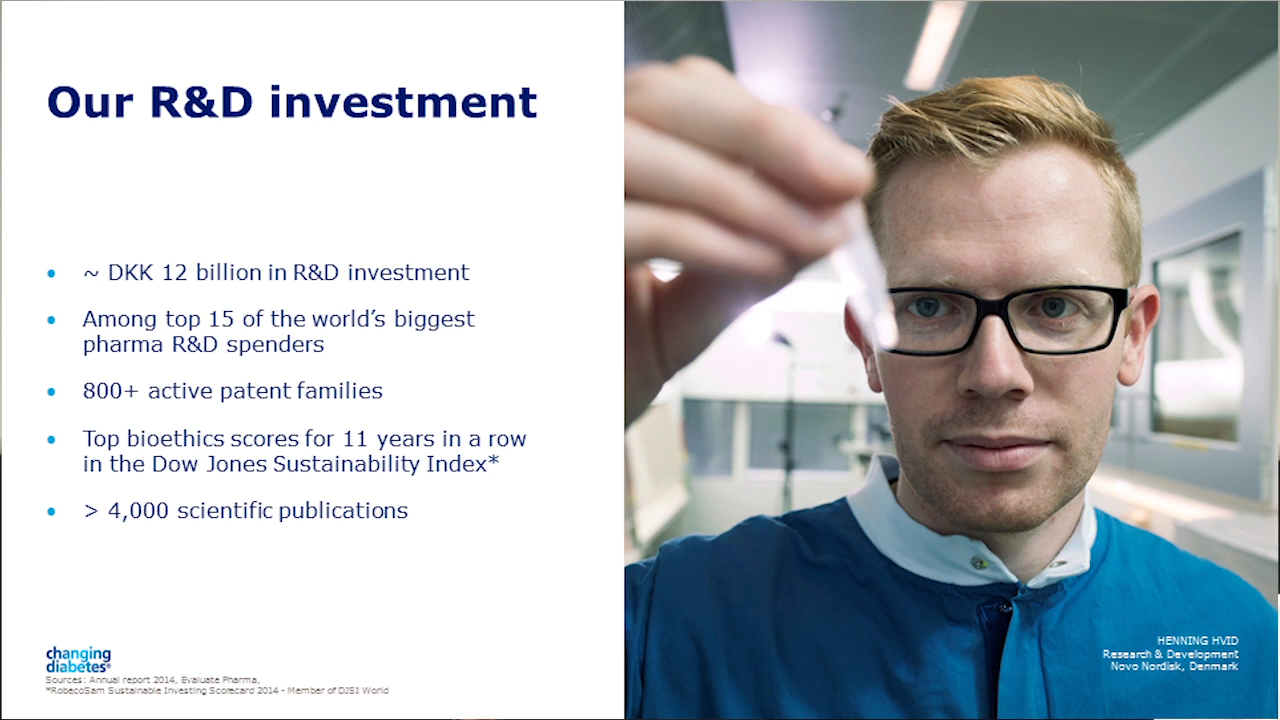 Our R&D investment
• ~ DKK 12 billion in R&D investment
• Among top 15 of the world's biggest
pharma R&D spenders
• 800+ active patent families
• Top bioethics scores for 11 years in a row
in the Dow Jones Sustainability Index*
• > 4,000 scientific publications
changing
diabetes®
Sources: Annual report 2014, Evaluate Pharma,
*RobecoSam Sustainable Investing Scorecard 2014 - Member of DJSI World
HENNING HVID
Research & Development
Novo Nordisk, Denmark